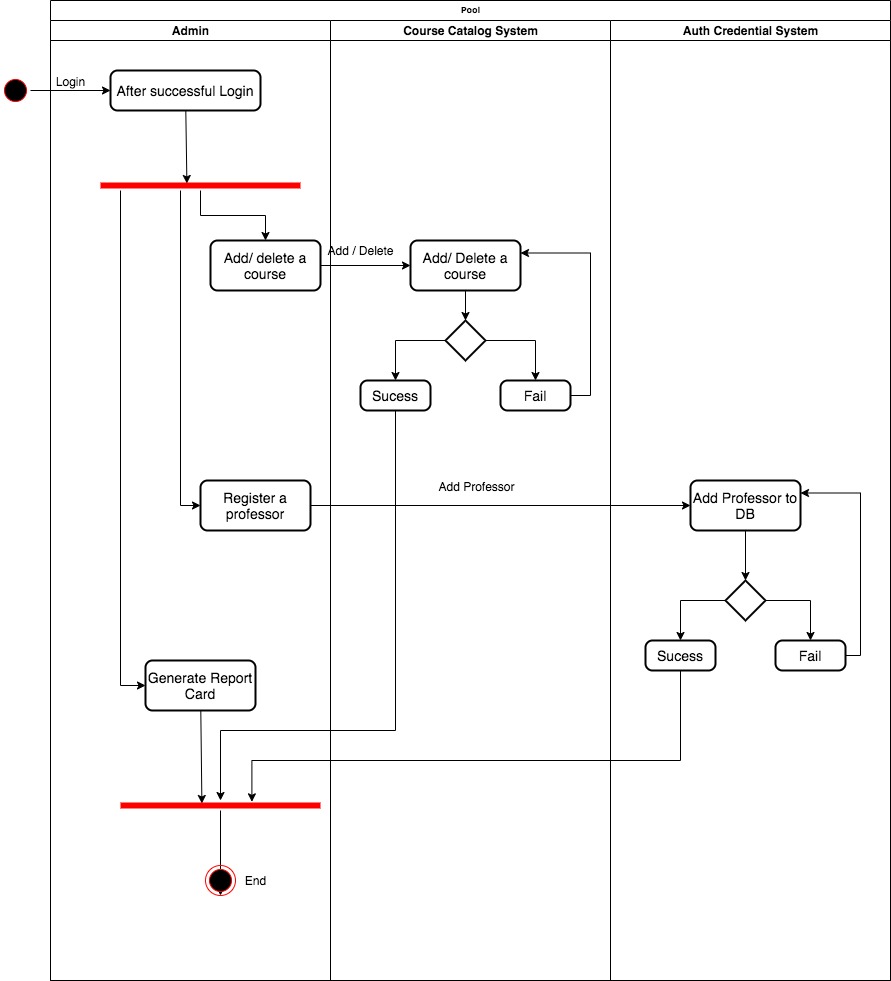 Pool
Admin
Course Catalog System
Auth Credential System
Login
After successful Login
Add/ delete a
course
Add / Delete
Add/ Delete a
course
Sucess
Fail
Register a
professor
Add Professor
Add Professor to
DB
Sucess
Fail
Generate Report
Card
End